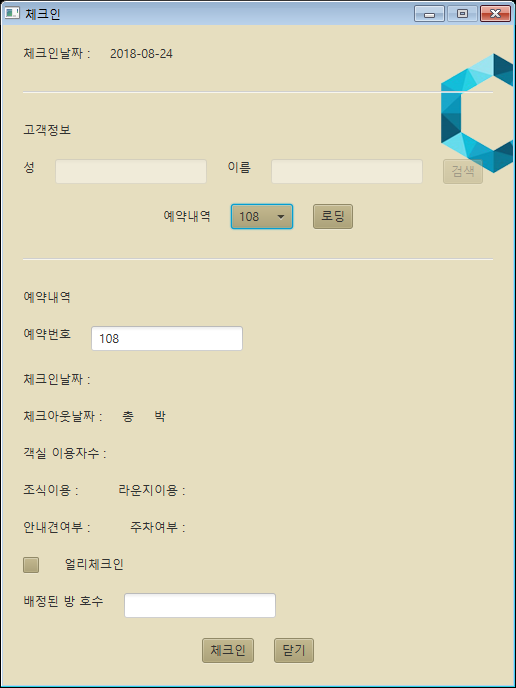 체크인
체크인날짜 : 2018-08-24
고객정보
성 이름 검색
예약내역 108 로딩
예약내역
예약번호 108
체크인날짜 :
체크아웃날짜 : 총 박
객실 이용자수 :
조식이용 : 라운지이용 :
안내견여부 : 주차여부 :
얼리체크인
배정된 방 호수
체크인 닫기